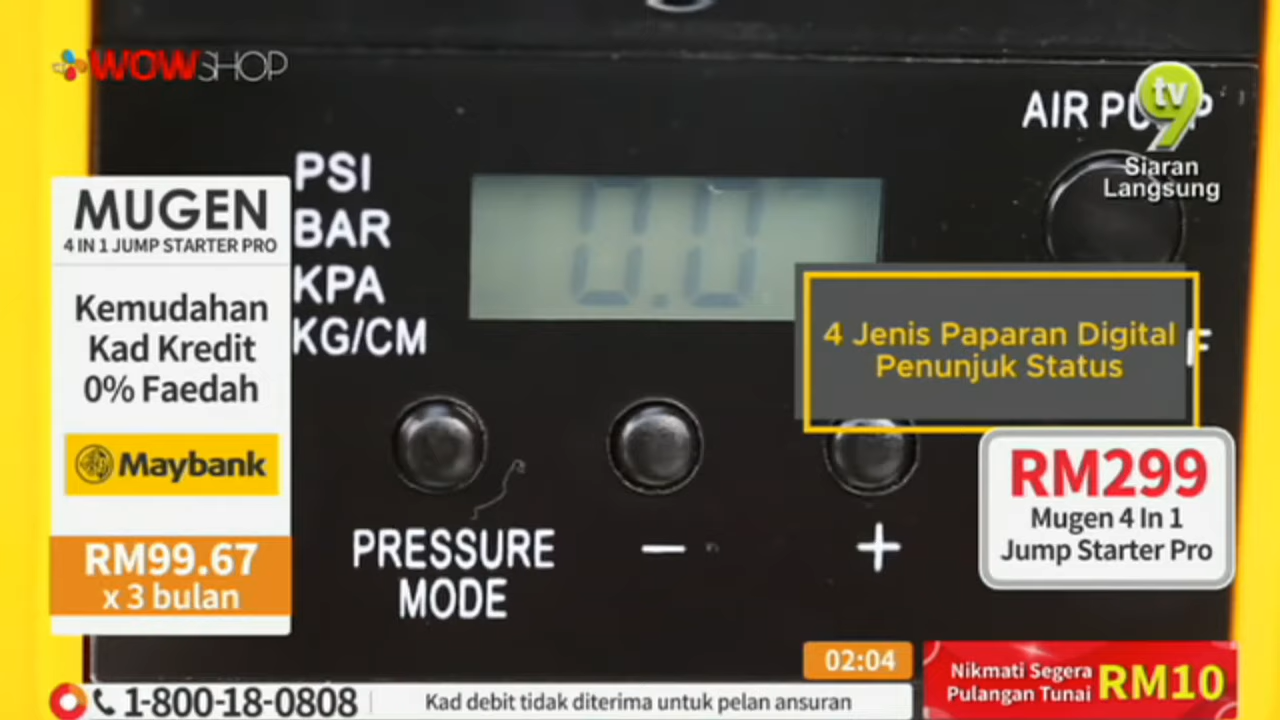 WOWSHOP
AIR PUMP
tv9
Siaran
Langsung
PSI
BAR
KPA
KG/CM
0.0
MUGEN
4 IN 1 JUMP STARTER PRO
Kemudahan
Kad Kredit
0% Faedah
Maybank
RM99.67
x 3 bulan
4 Jenis Paparan Digital
Penunjuk Status
PRESSURE
MODE
−
+
RM299
Mugen 4 In 1
Jump Starter Pro
02:04
Nikmati Segera
Pulangan Tunai
RM10
1-800-18-0808
Kad debit tidak diterima untuk pelan ansuran